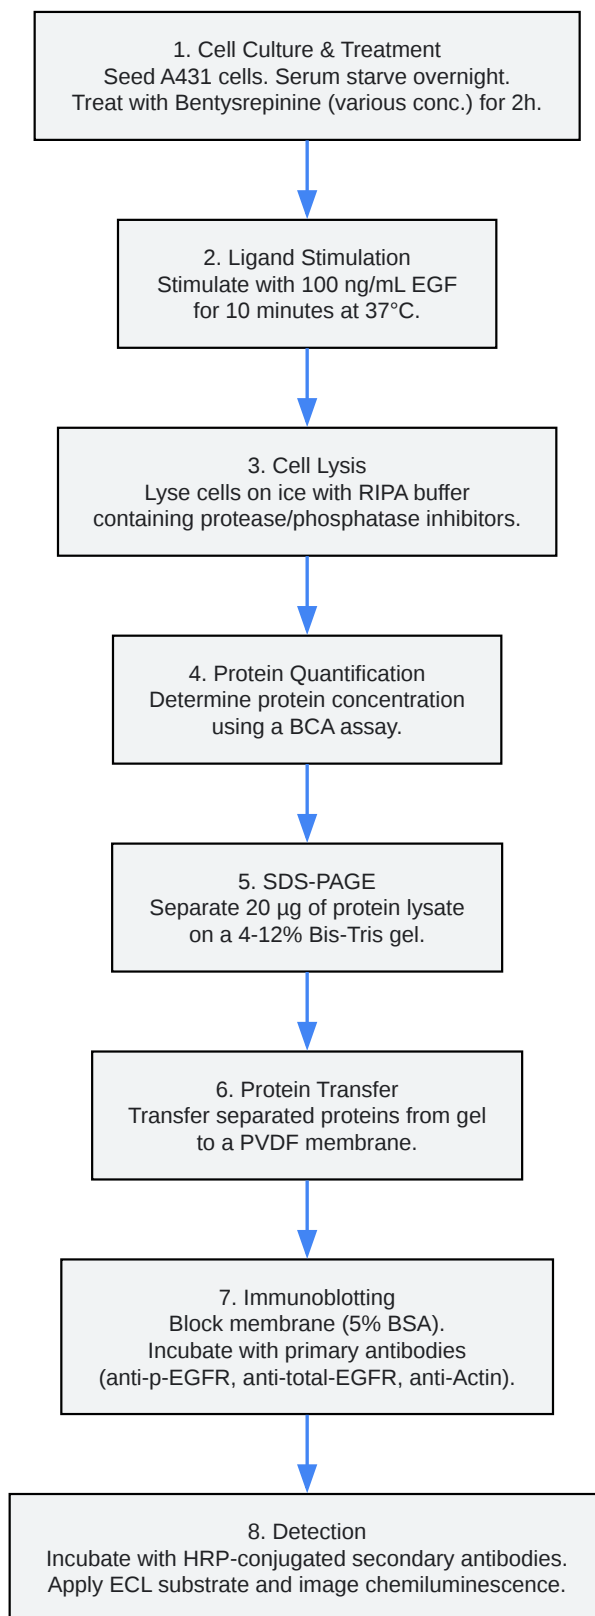 1. Cell Culture & Treatment
Seed A431 cells. Serum starve overnight.
Treat with Bentysrepinine (various conc.) for 2h.
2. Ligand Stimulation
Stimulate with 100 ng/mL EGF
for 10 minutes at 37°C.
3. Cell Lysis
Lyse cells on ice with RIPA buffer
containing protease/phosphatase inhibitors.
4. Protein Quantification
Determine protein concentration
using a BCA assay.
5. SDS-PAGE
Separate 20 µg of protein lysate
on a 4-12% Bis-Tris gel.
6. Protein Transfer
Transfer separated proteins from gel
to a PVDF membrane.
7. Immunoblotting
Block membrane (5% BSA).
Incubate with primary antibodies
(anti-p-EGFR, anti-total-EGFR, anti-Actin).
8. Detection
Incubate with HRP-conjugated secondary antibodies.
Apply ECL substrate and image chemiluminescence.